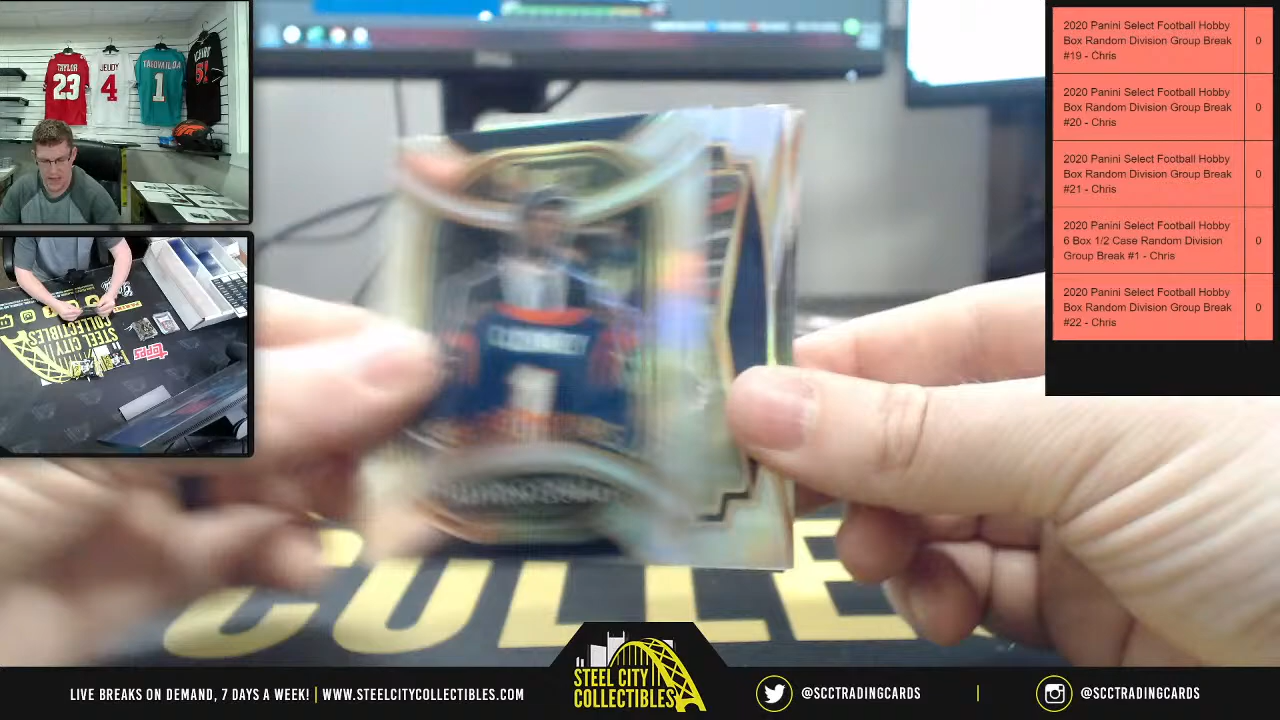 TAYLOR
23
JEUDY
4
TAGOVAILOA
1
51
2020 Panini Select Football Hobby
Box Random Division Group Break
#19 - Chris
0
2020 Panini Select Football Hobby
Box Random Division Group Break
#20 - Chris
0
2020 Panini Select Football Hobby
Box Random Division Group Break
#21 - Chris
0
2020 Panini Select Football Hobby
6 Box 1/2 Case Random Division
Group Break #1 - Chris
0
2020 Panini Select Football Hobby
Box Random Division Group Break
#22 - Chris
0
STEEL CITY
COLLECTIBLES
topps
1
COLLE
LIVE BREAKS ON DEMAND, 7 DAYS A WEEK! | WWW.STEELCITYCOLLECTIBLES.COM
STEEL CITY
COLLECTIBLES
@SCCTRADINGCARDS
@SCCTRADINGCARDS